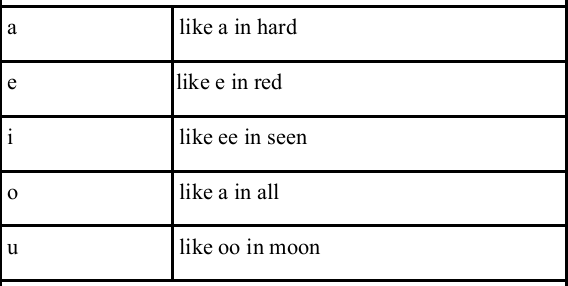 a like a in hard
e like e in red
i like ee in seen
o like a in all
u like oo in moon